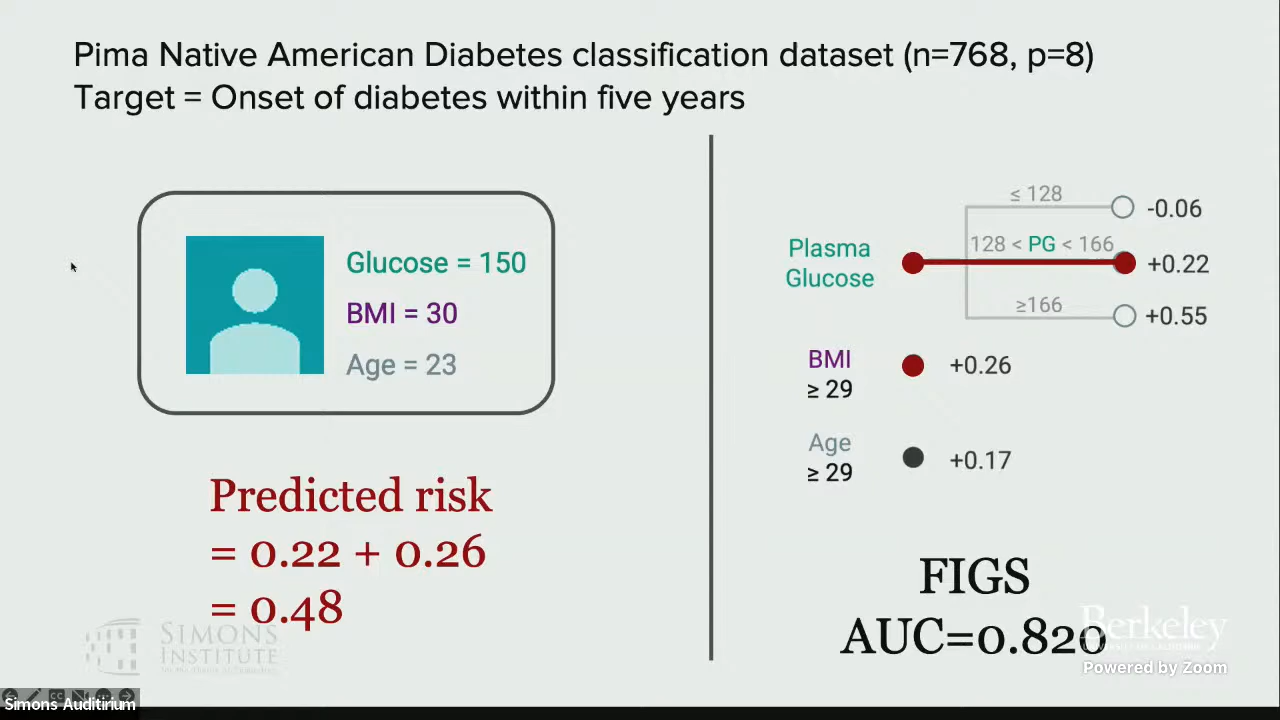 Pima Native American Diabetes classification dataset (n=768, p=8)
Target = Onset of diabetes within five years
Glucose = 150
BMI = 30
Age = 23
Predicted risk
= 0.22 + 0.26
= 0.48
Plasma
Glucose
≤ 128
-0.06
128 < PG < 166
+0.22
≥166
+0.55
BMI
≥ 29
+0.26
Age
≥ 29
+0.17
FIGS
AUC=0.820
SIMONS
INSTITUTE
Berkeley
Powered by Zoom
Simons Auditirium